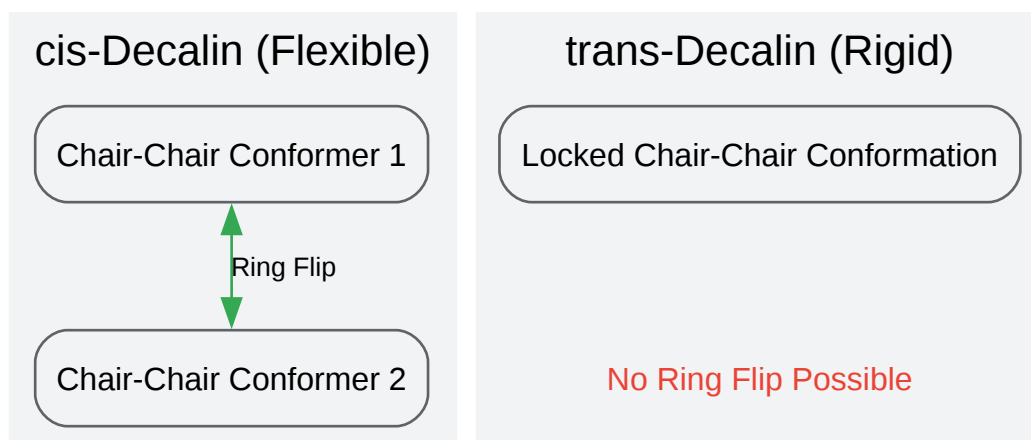 cis-Decalin (Flexible)
Chair-Chair Conformer 1
Ring Flip
Chair-Chair Conformer 2
trans-Decalin (Rigid)
Locked Chair-Chair Conformation
No Ring Flip Possible